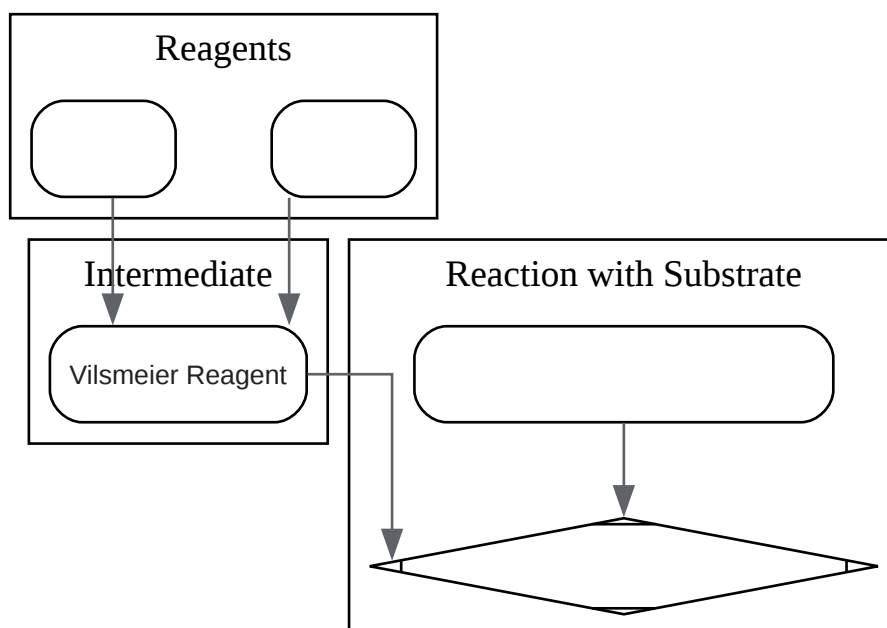 Reagents
Intermediate
Reaction with Substrate
Vilsmeier Reagent